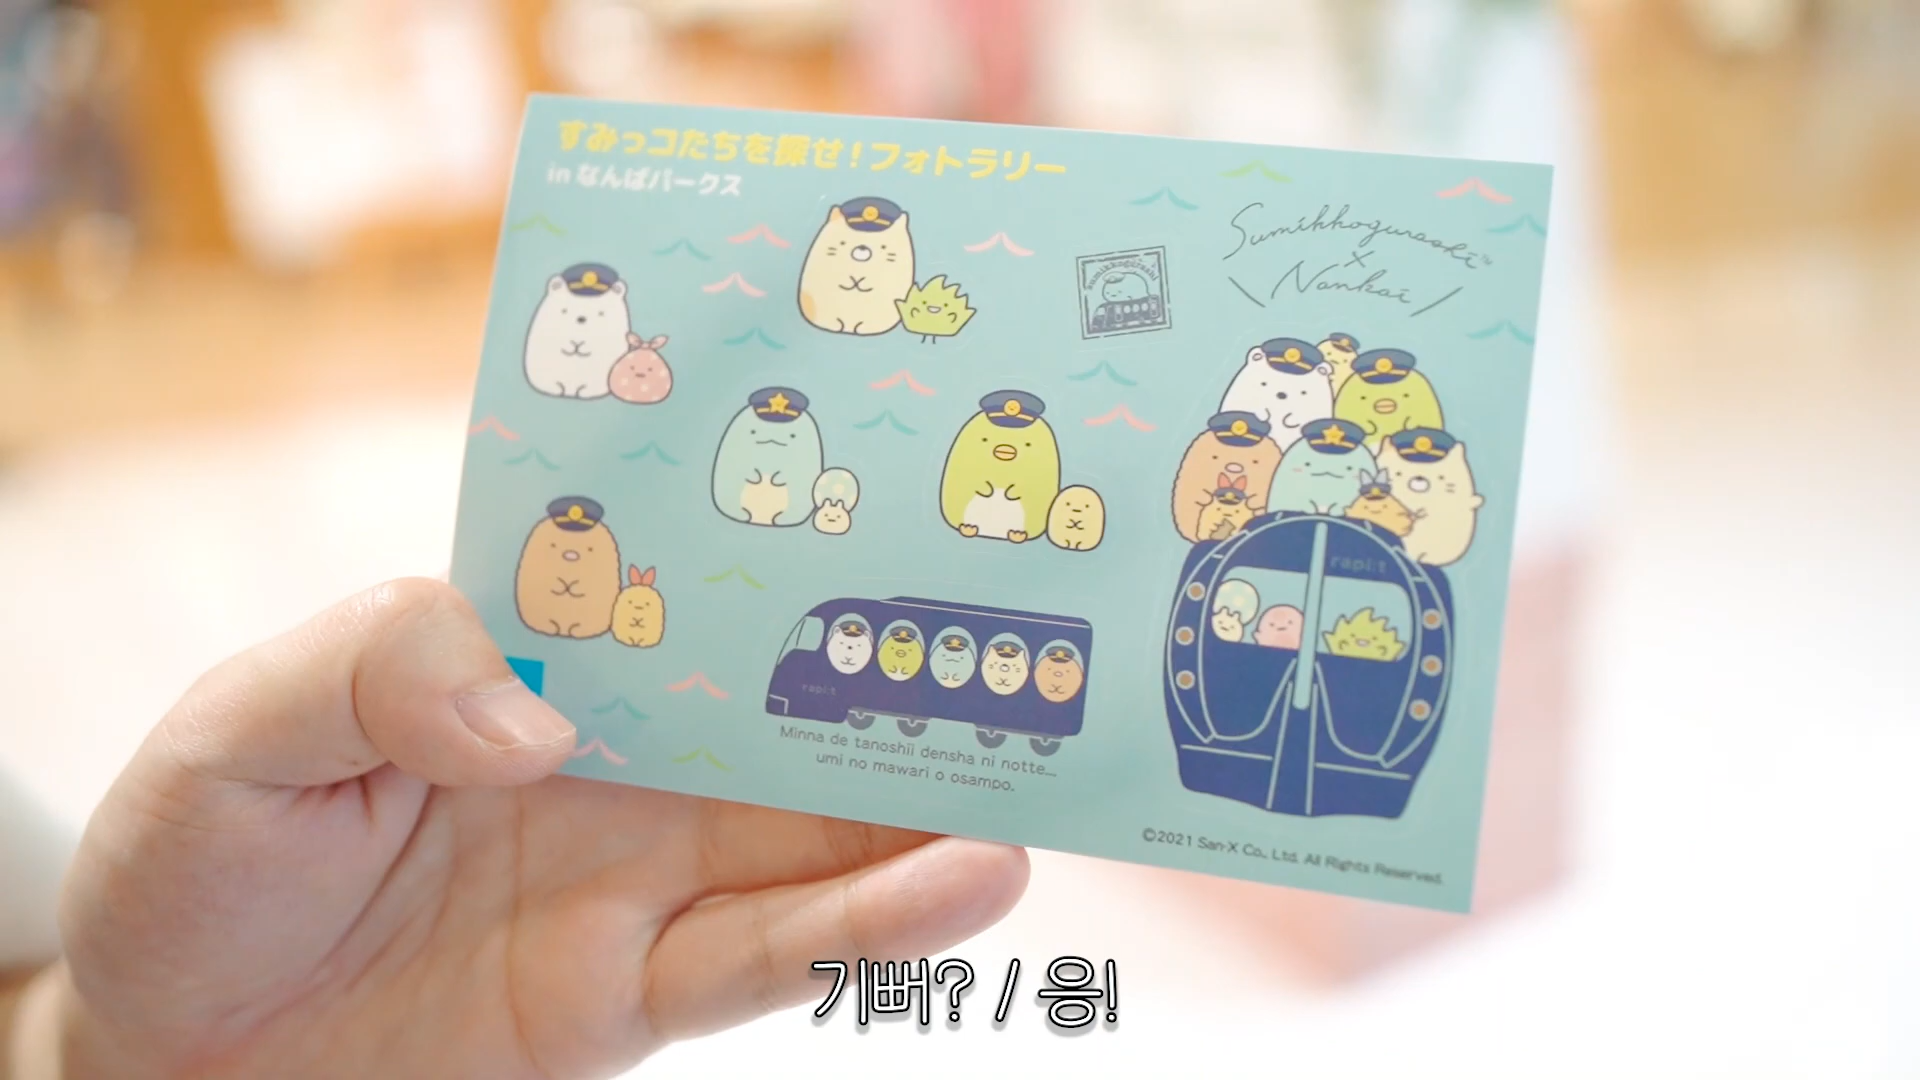 すみっコたちを探せ！フォトラリー
in なんばパークス
Sumikkogurashi™
×
Nankai
sumikkogurashi
rapi:t
rapi:t
Minna de tanoshii densha ni notte...
umi no mawari o osampo.
©2021 San-X Co., Ltd. All Rights Reserved.
기뻐? / 응!